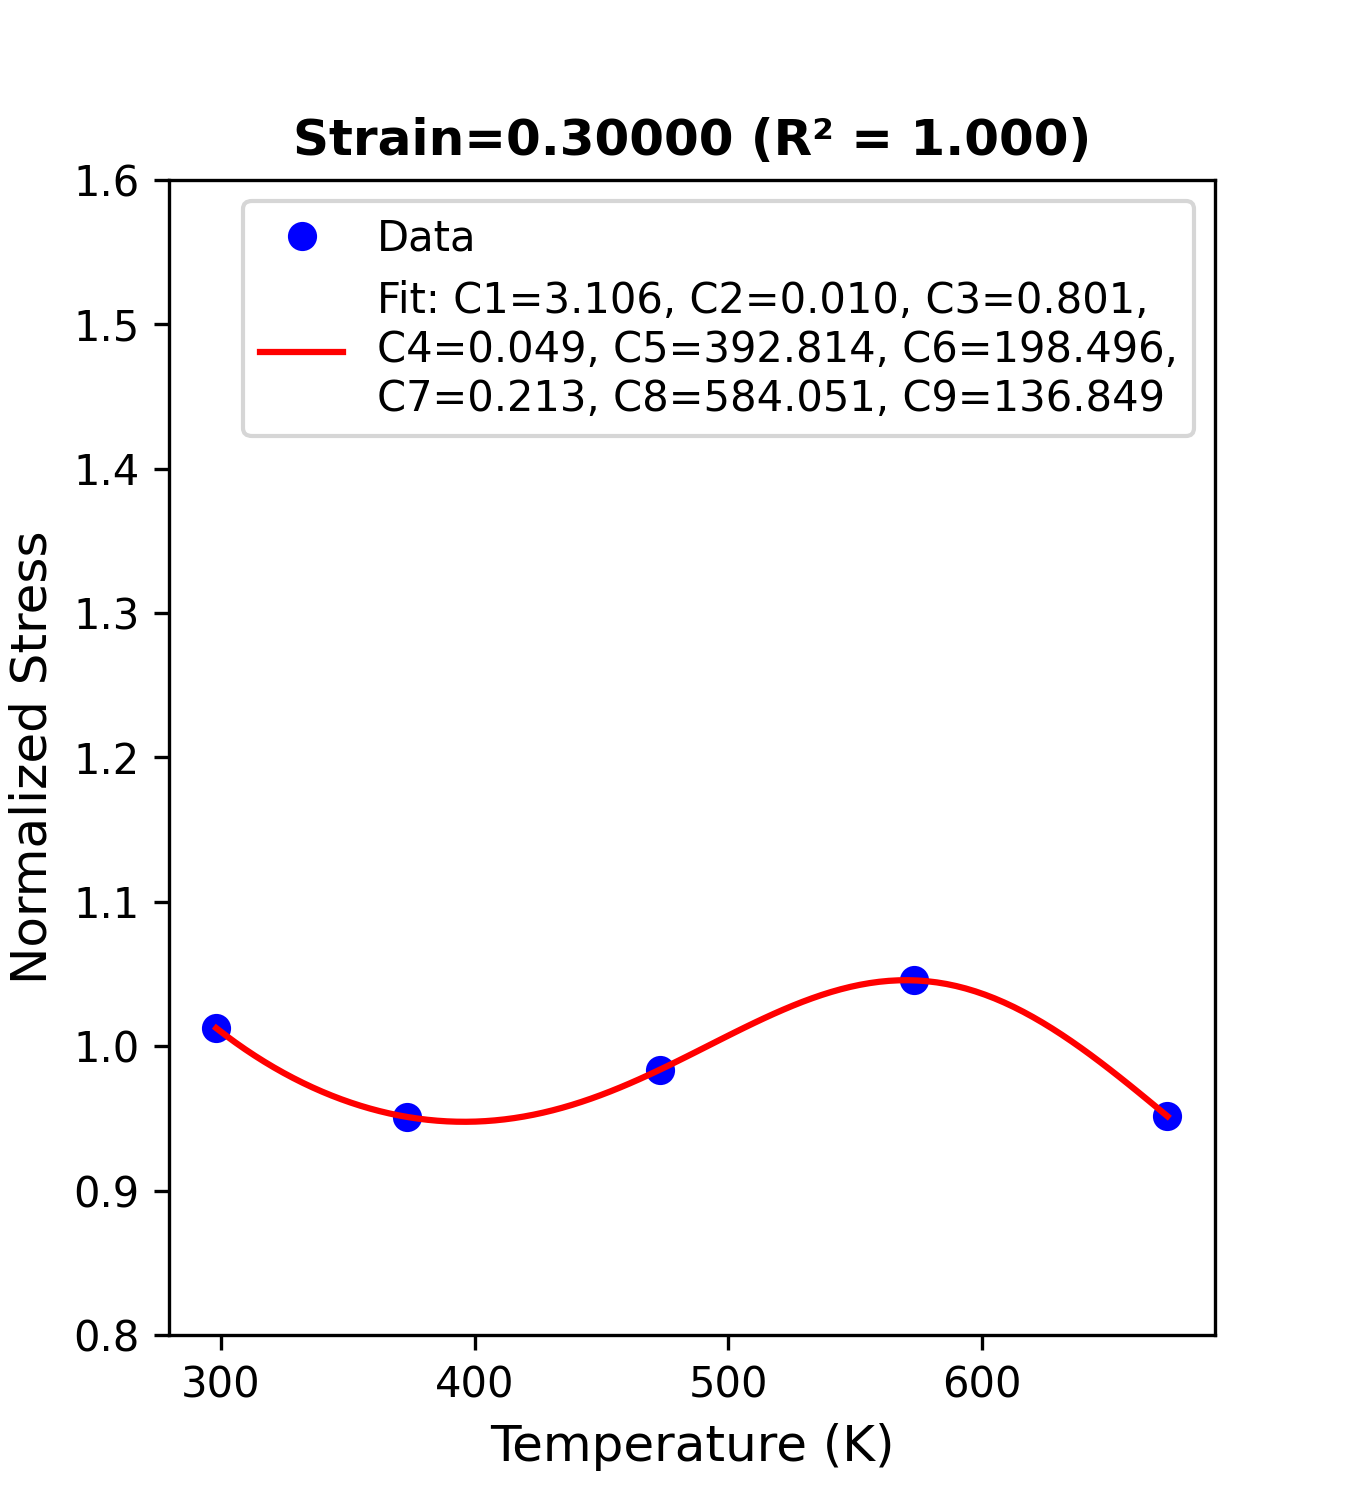 Strain=0.30000 (R² = 1.000)
Data
Fit: C1=3.106, C2=0.010, C3=0.801,
C4=0.049, C5=392.814, C6=198.496,
C7=0.213, C8=584.051, C9=136.849
Normalized Stress
1.6
1.5
1.4
1.3
1.2
1.1
1.0
0.9
0.8
300 400 500 600
Temperature (K)